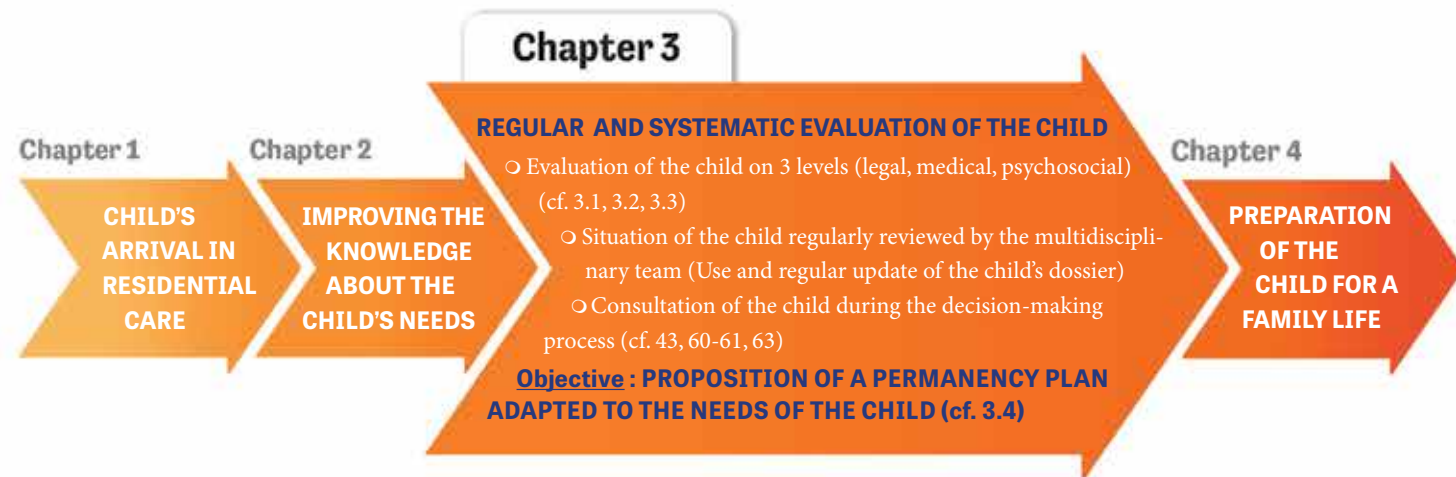 Chapter 1
CHILD'S
ARRIVAL IN
RESIDENTIAL
CARE
Chapter 2
IMPROVING THE
KNOWLEDGE
ABOUT THE
CHILD'S NEEDS
Chapter 3
REGULAR AND SYSTEMATIC EVALUATION OF THE CHILD
❍ Evaluation of the child on 3 levels (legal, medical, psychosocial)
(cf. 3.1, 3.2, 3.3)
❍ Situation of the child regularly reviewed by the multidiscipli-
nary team (Use and regular update of the child's dossier)
❍ Consultation of the child during the decision-making
process (cf. 43, 60-61, 63)
Objective : PROPOSITION OF A PERMANENCY PLAN
ADAPTED TO THE NEEDS OF THE CHILD (cf. 3.4)
Chapter 4
PREPARATION
OF THE
CHILD FOR A
FAMILY LIFE